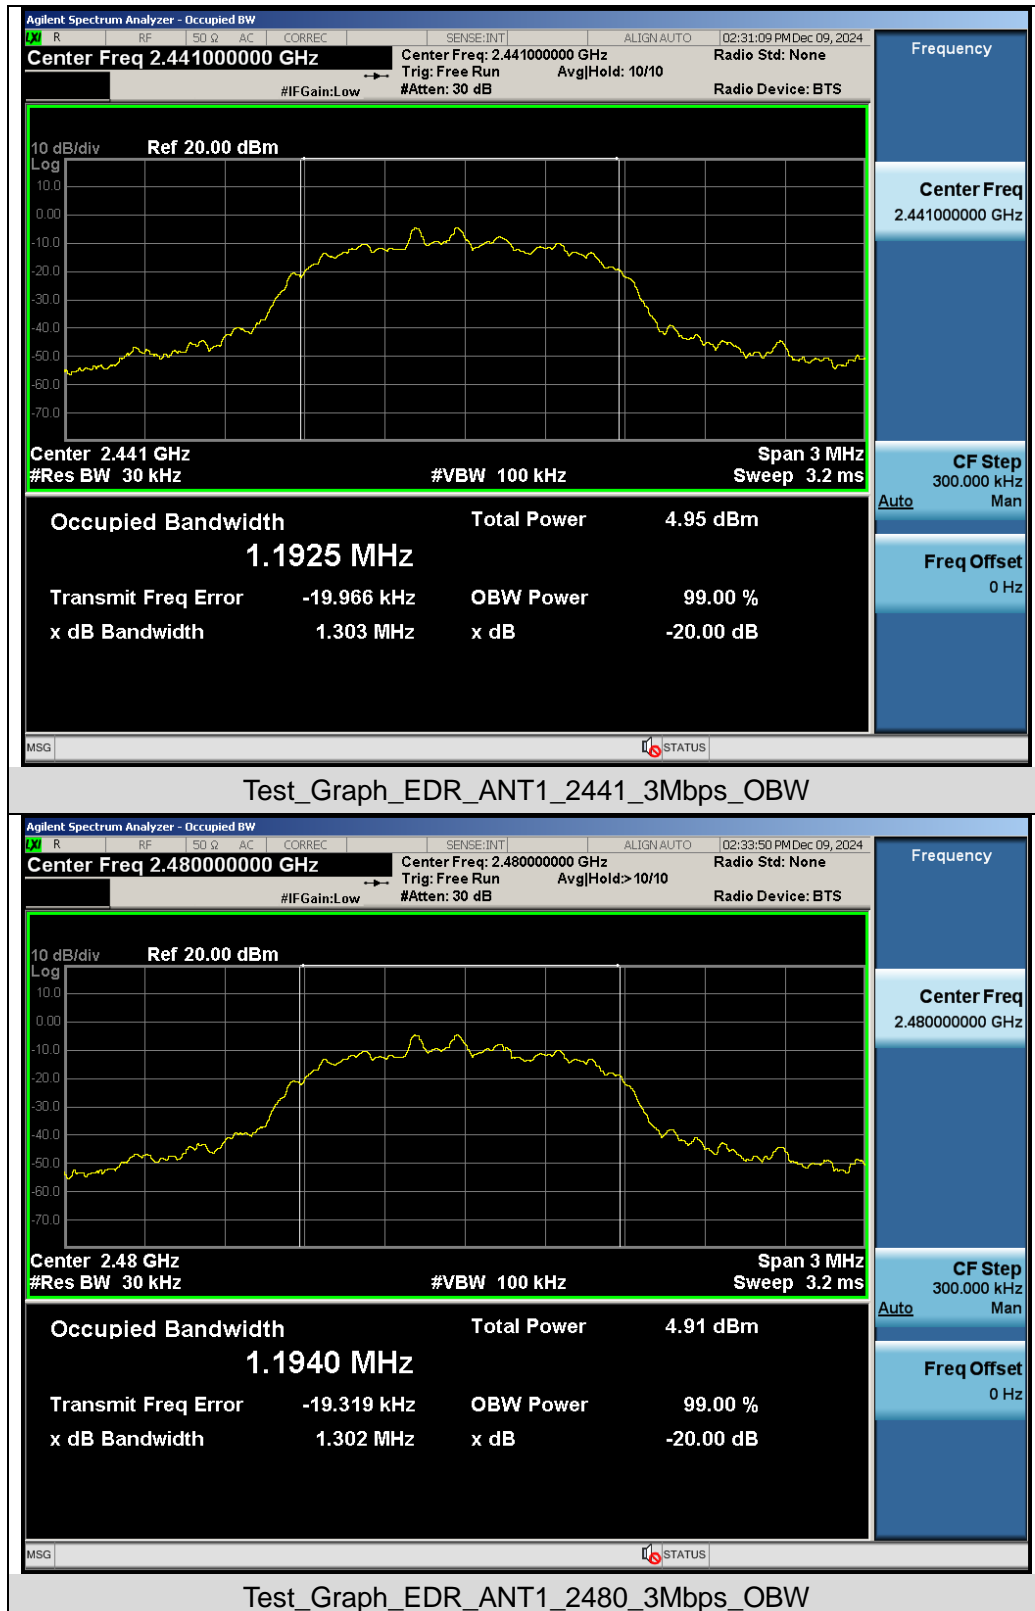 Agilent Spectrum Analyzer - Occupied BW
LXI R RF 50 Ω AC CORREC SENSE:INT ALIGN AUTO 02:31:09 PM Dec 09, 2024
Center Freq 2.441000000 GHz Center Freq: 2.441000000 GHz Radio Std: None
Trig: Free Run Avg|Hold: 10/10
#IFGain:Low #Atten: 30 dB Radio Device: BTS
Frequency
10 dB/div Ref 20.00 dBm
Log
10.0
0.00
-10.0
-20.0
-30.0
-40.0
-50.0
-60.0
-70.0
Center 2.441 GHz Span 3 MHz
#Res BW 30 kHz #VBW 100 kHz Sweep 3.2 ms
Center Freq
2.441000000 GHz
CF Step
300.000 kHz
Auto Man
Freq Offset
0 Hz
Occupied Bandwidth Total Power 4.95 dBm
1.1925 MHz
Transmit Freq Error -19.966 kHz OBW Power 99.00 %
x dB Bandwidth 1.303 MHz x dB -20.00 dB
MSG STATUS
Test_Graph_EDR_ANT1_2441_3Mbps_OBW
Agilent Spectrum Analyzer - Occupied BW
LXI R RF 50 Ω AC CORREC SENSE:INT ALIGN AUTO 02:33:50 PM Dec 09, 2024
Center Freq 2.480000000 GHz Center Freq: 2.480000000 GHz Radio Std: None
Trig: Free Run Avg|Hold:> 10/10
#IFGain:Low #Atten: 30 dB Radio Device: BTS
Frequency
10 dB/div Ref 20.00 dBm
Log
10.0
0.00
-10.0
-20.0
-30.0
-40.0
-50.0
-60.0
-70.0
Center 2.48 GHz Span 3 MHz
#Res BW 30 kHz #VBW 100 kHz Sweep 3.2 ms
Center Freq
2.480000000 GHz
CF Step
300.000 kHz
Auto Man
Freq Offset
0 Hz
Occupied Bandwidth Total Power 4.91 dBm
1.1940 MHz
Transmit Freq Error -19.319 kHz OBW Power 99.00 %
x dB Bandwidth 1.302 MHz x dB -20.00 dB
MSG STATUS
Test_Graph_EDR_ANT1_2480_3Mbps_OBW